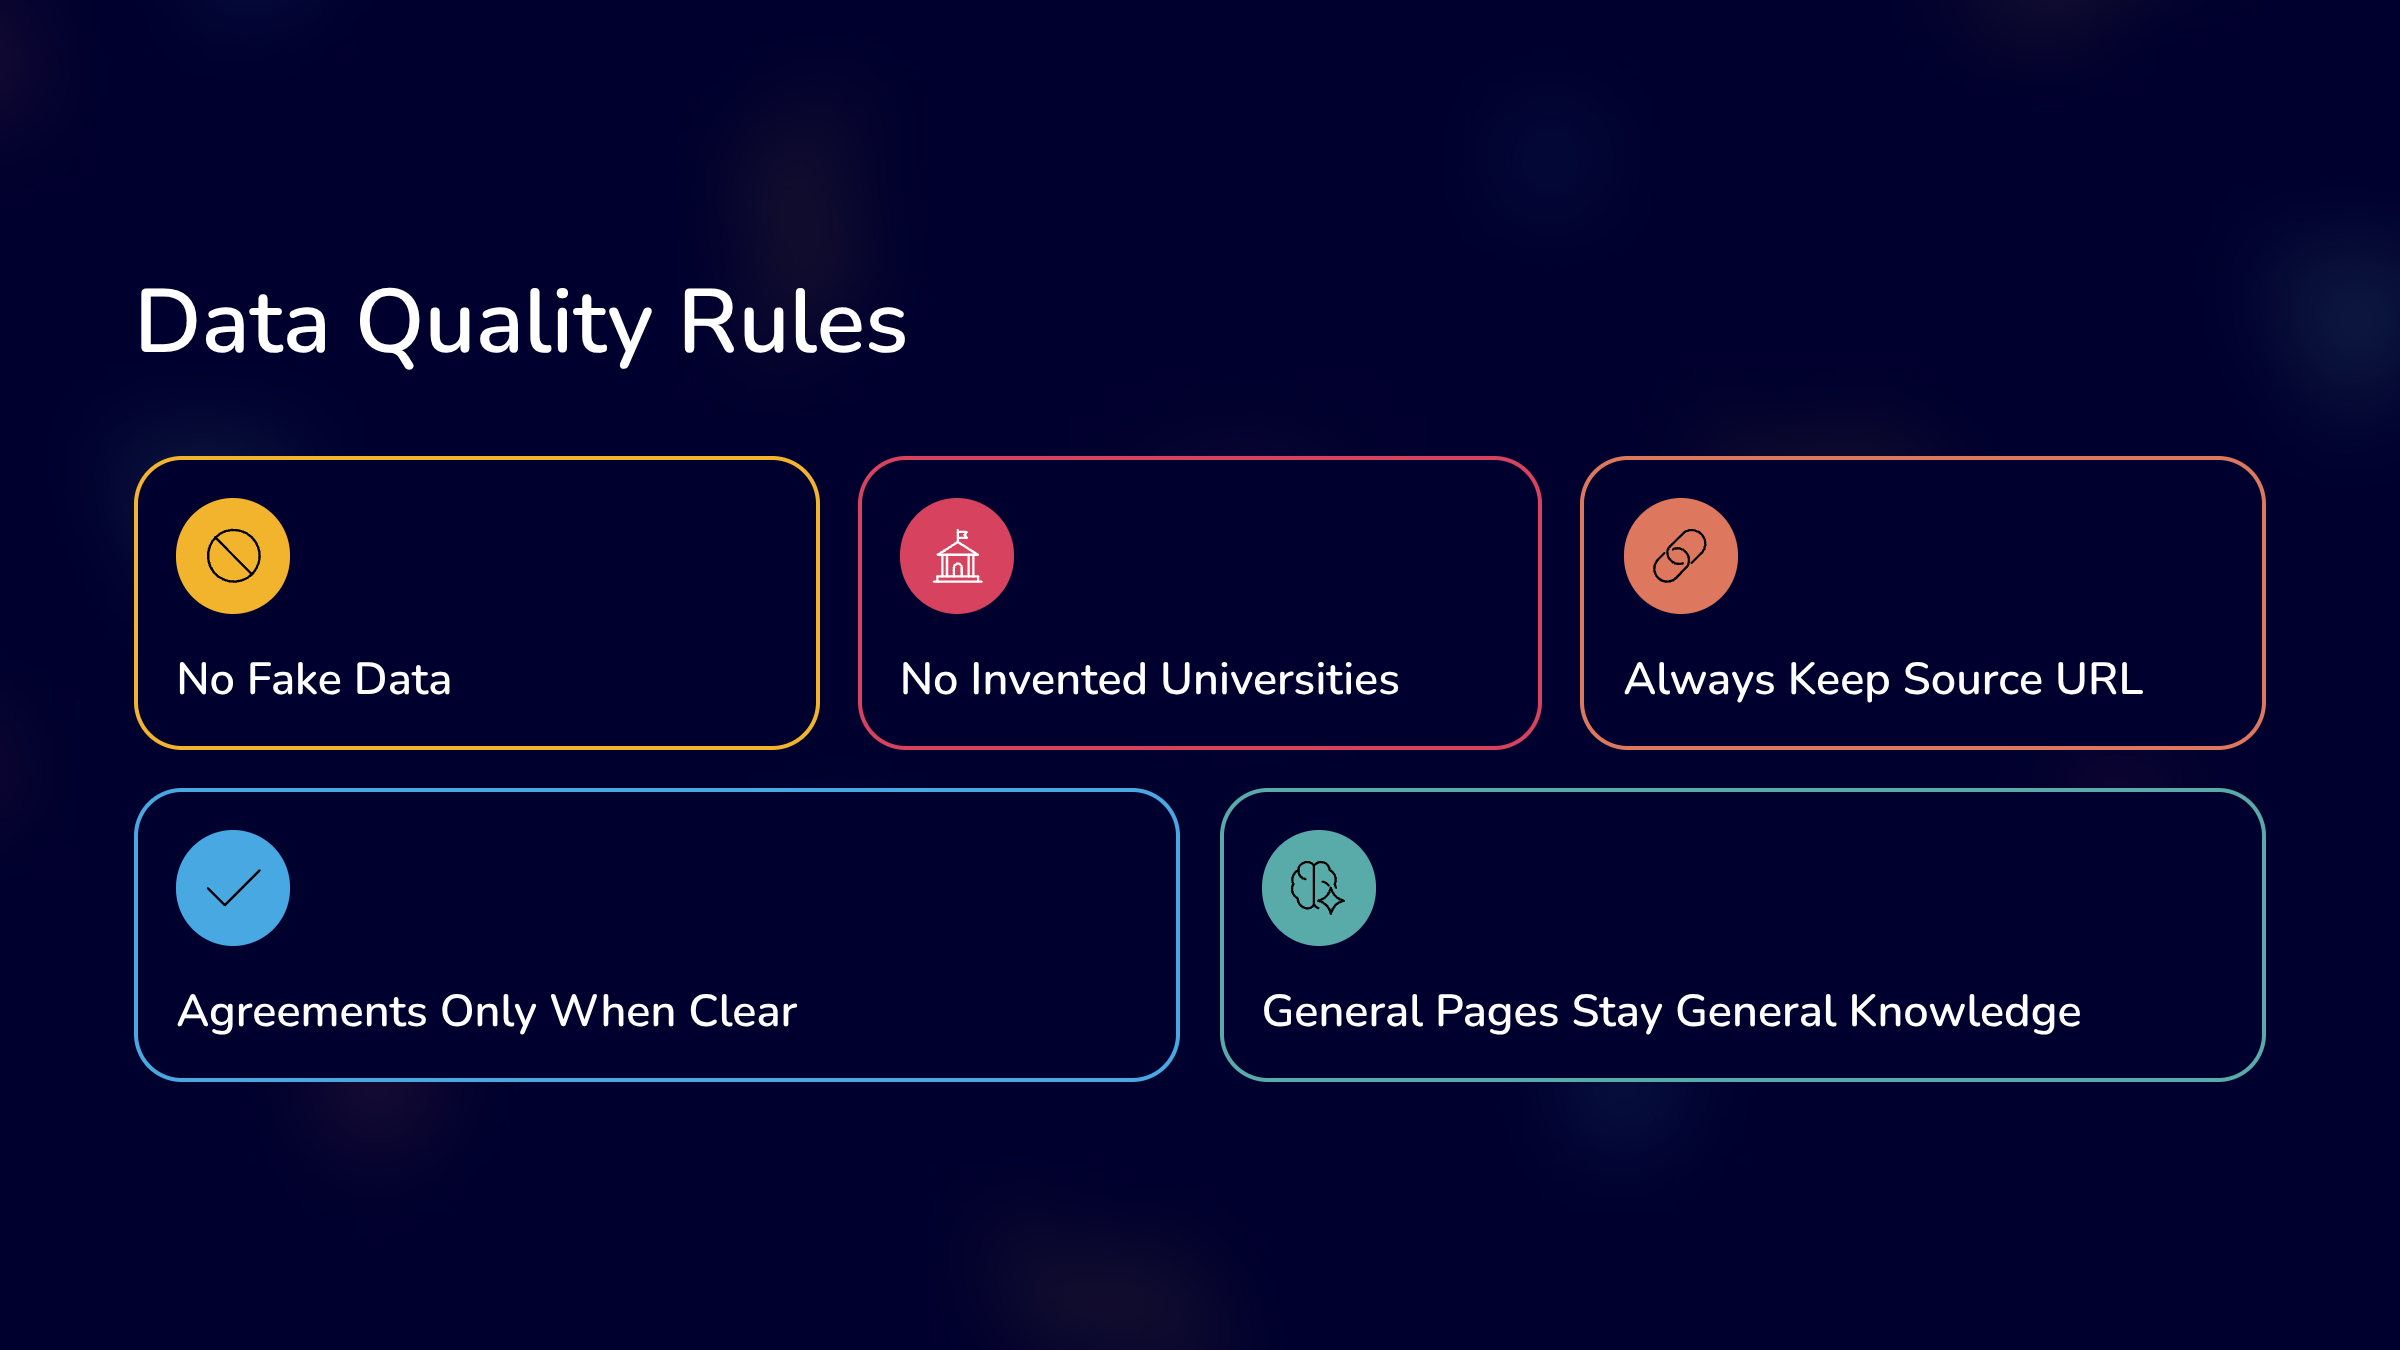 Data Quality Rules
No Fake Data
No Invented Universities
Always Keep Source URL
Agreements Only When Clear
General Pages Stay General Knowledge